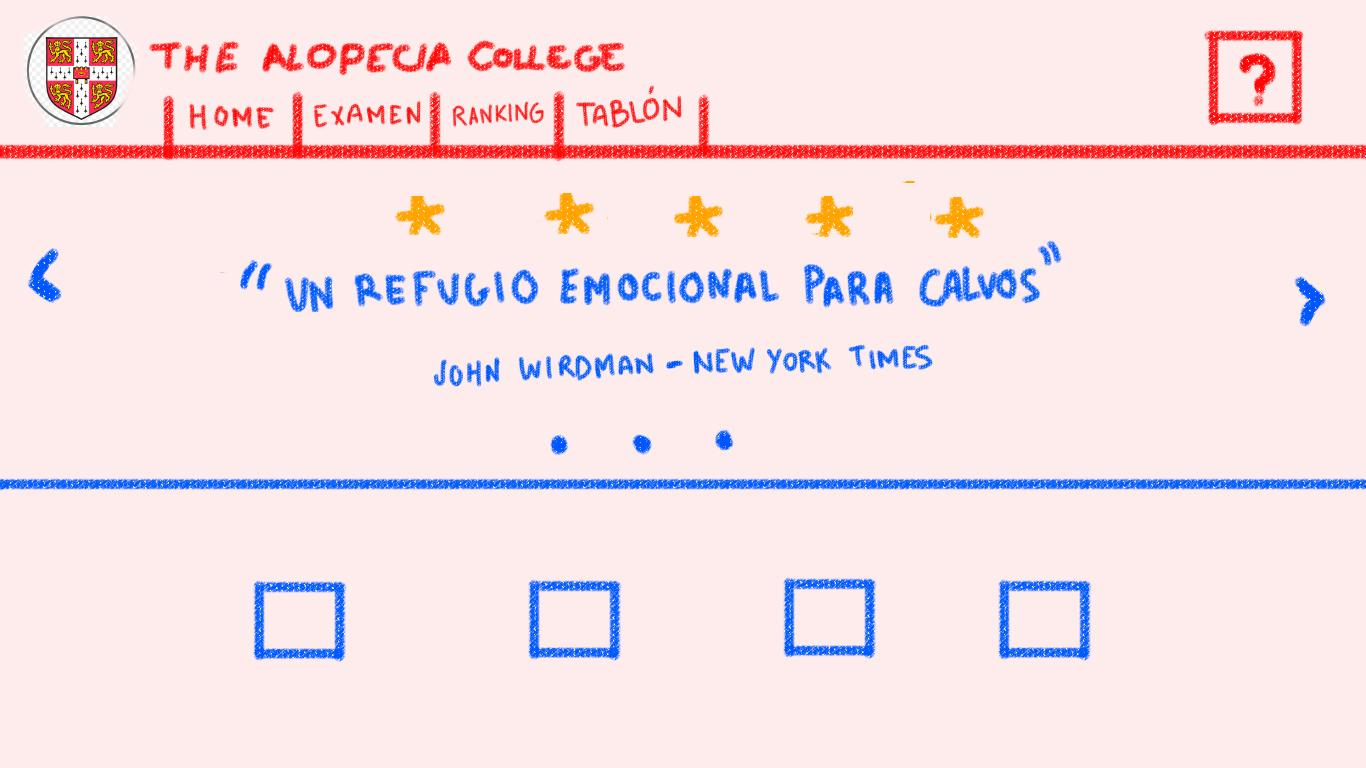 THE ALOPECIA COLLEGE
HOME EXAMEN RANKING TABLÓN
?
"UN REFUGIO EMOCIONAL PARA CALVOS"
JOHN WIRDMAN - NEW YORK TIMES